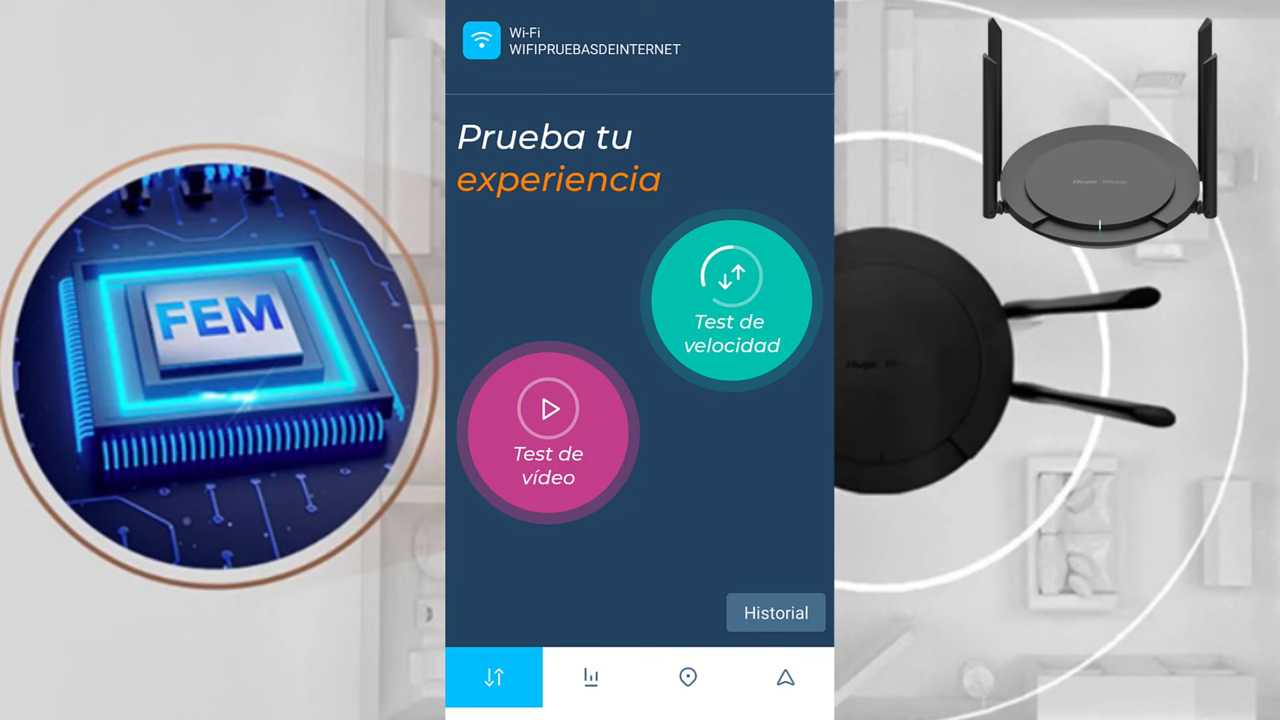 Wi-Fi
WIFIPRUEBASDEINTERNET
Prueba tu
experiencia
FEM
Test de
velocidad
Test de
vídeo
Historial